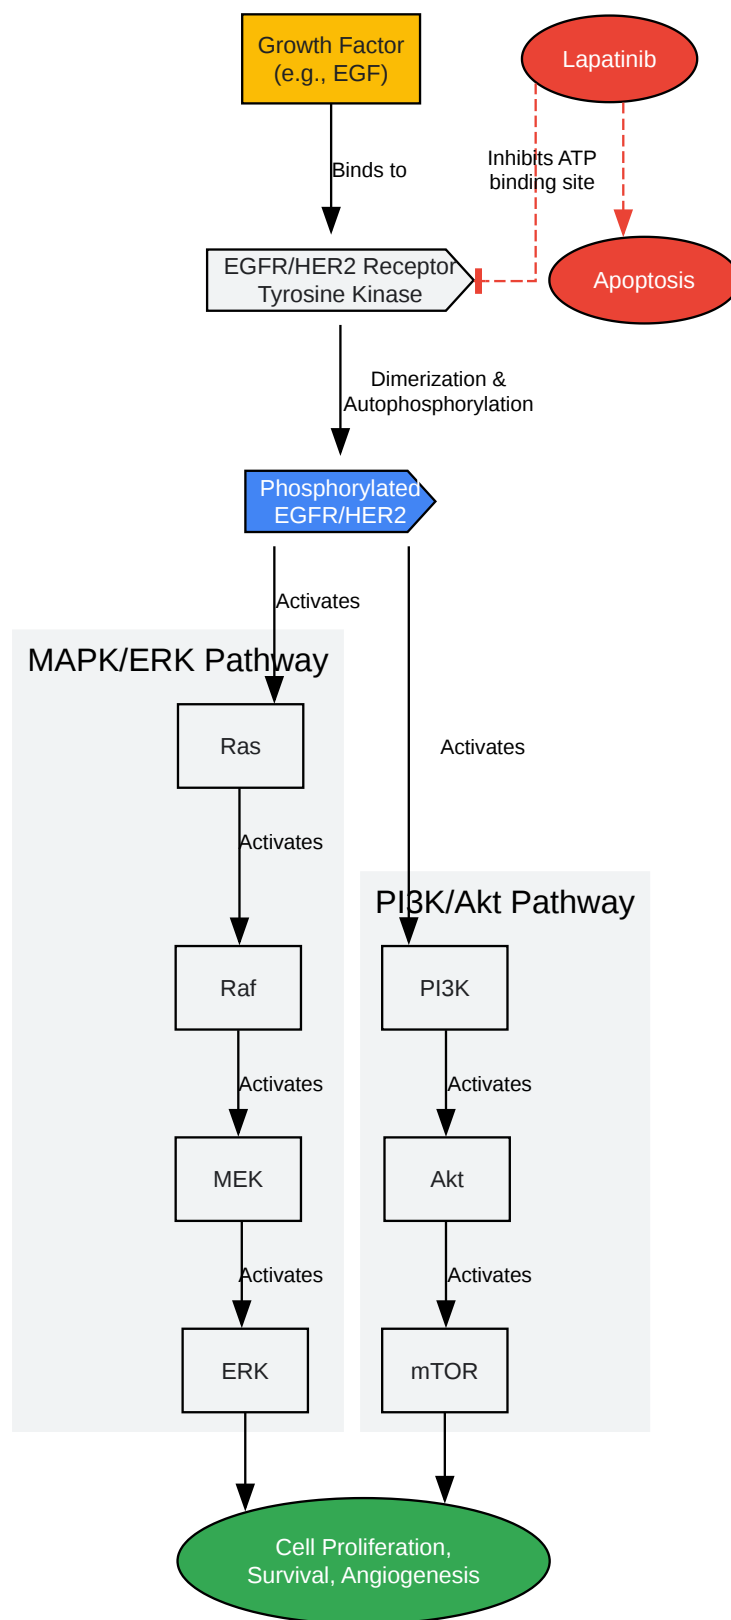 Growth Factor
(e.g., EGF)
Lapatinib
Binds to
Inhibits ATP
binding site
EGFR/HER2 Receptor
Tyrosine Kinase
Apoptosis
Dimerization &
Autophosphorylation
Phosphorylated
EGFR/HER2
Activates
MAPK/ERK Pathway
Ras
Activates
Activates
PI3K/Akt Pathway
Raf
PI3K
Activates
Activates
MEK
Akt
Activates
Activates
ERK
mTOR
Cell Proliferation,
Survival, Angiogenesis